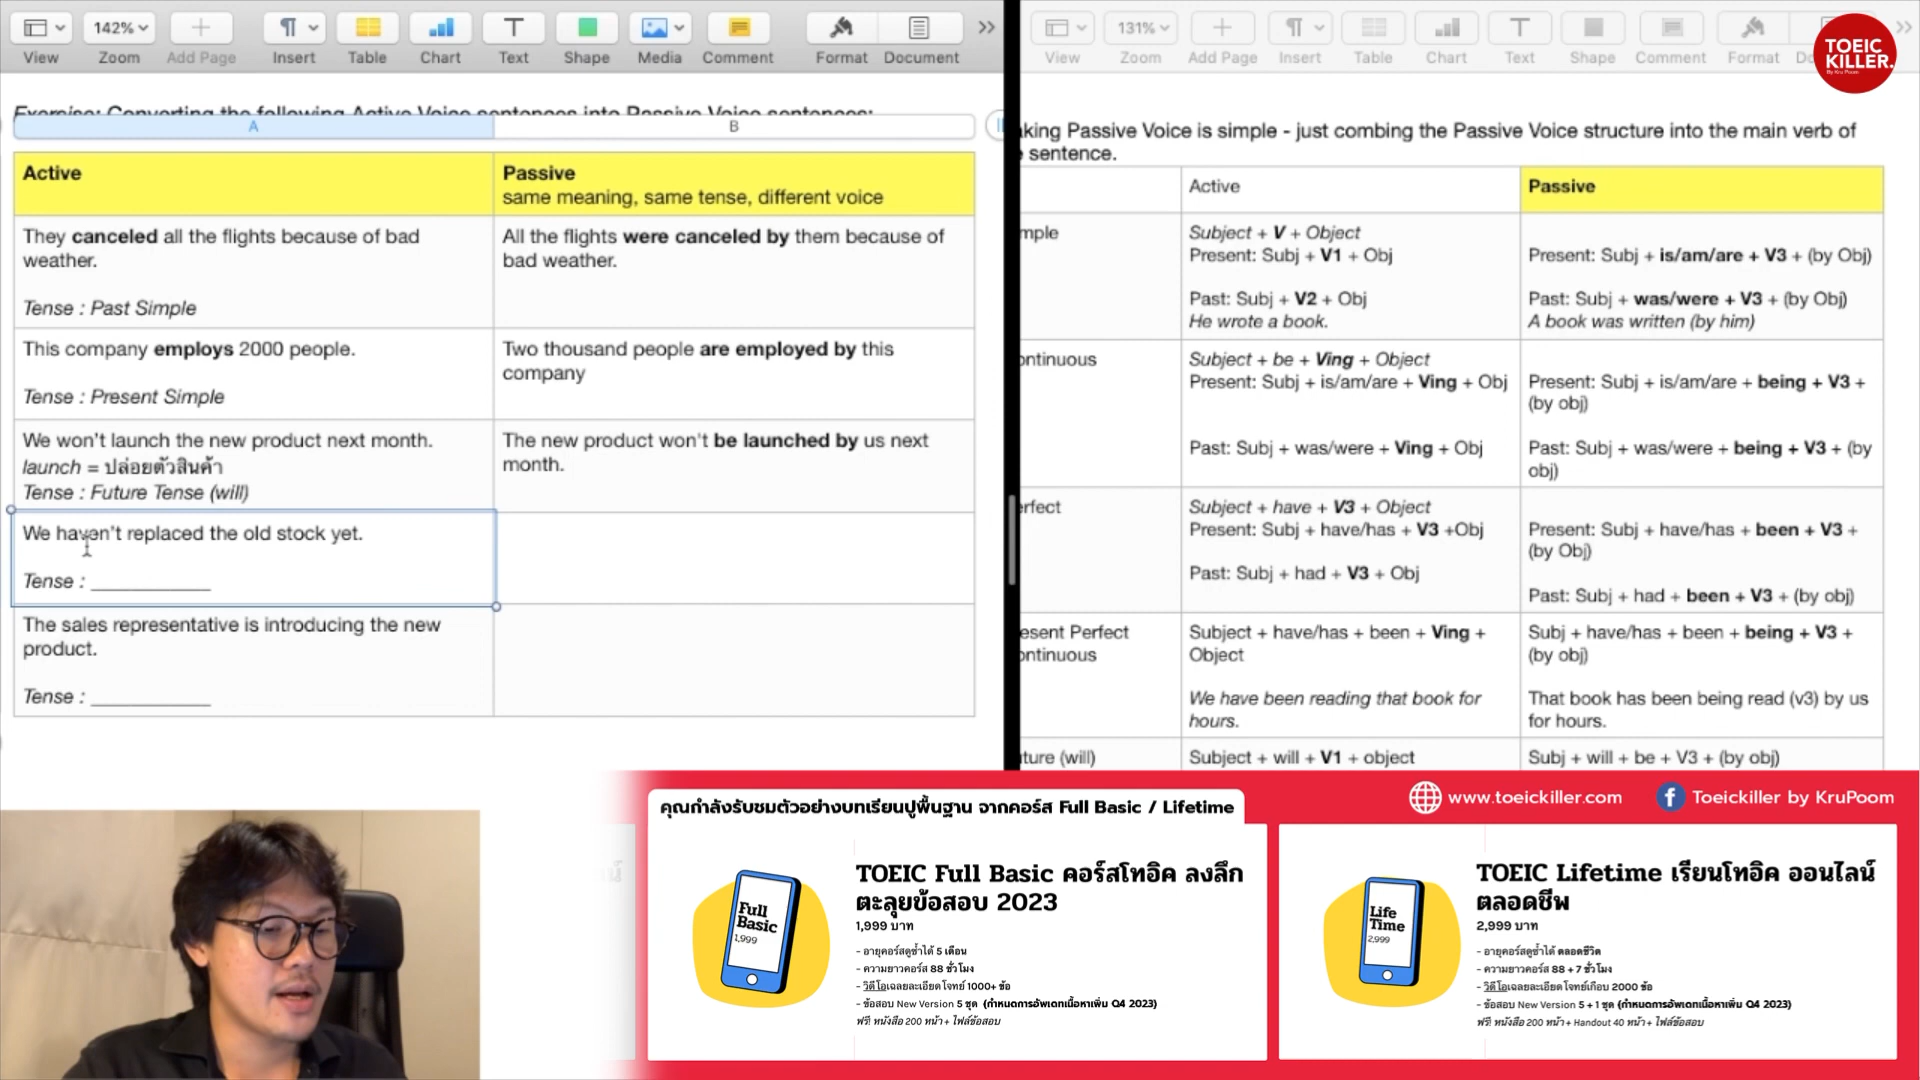 View
142%
Zoom
Add Page
Insert
Table
Chart
Text
Shape
Media
Comment
Format
Document
131%
View
Zoom
Add Page
Insert
Table
Chart
Text
Shape
Comment
Format
TOEIC
KILLER.
By Kru Poom
Exercise: Converting the following Active Voice sentences into Passive Voice sentences:
A
B
Active
Passive
same meaning, same tense, different voice
They canceled all the flights because of bad
weather.
Tense : Past Simple
All the flights were canceled by them because of
bad weather.
This company employs 2000 people.
Tense : Present Simple
Two thousand people are employed by this
company
We won't launch the new product next month.
launch = ปล่อยตัวสินค้า
Tense : Future Tense (will)
The new product won't be launched by us next
month.
We haven't replaced the old stock yet.
Tense : ____________
The sales representative is introducing the new
product.
Tense : ____________
king Passive Voice is simple - just combing the Passive Voice structure into the main verb of
sentence.
Active
Passive
mple
Subject + V + Object
Present: Subj + V1 + Obj
Past: Subj + V2 + Obj
He wrote a book.
Present: Subj + is/am/are + V3 + (by Obj)
Past: Subj + was/were + V3 + (by Obj)
A book was written (by him)
ontinuous
Subject + be + Ving + Object
Present: Subj + is/am/are + Ving + Obj
Past: Subj + was/were + Ving + Obj
Present: Subj + is/am/are + being + V3 +
(by obj)
Past: Subj + was/were + being + V3 + (by
obj)
erfect
Subject + have + V3 + Object
Present: Subj + have/has + V3 +Obj
Past: Subj + had + V3 + Obj
Present: Subj + have/has + been + V3 +
(by Obj)
Past: Subj + had + been + V3 + (by obj)
esent Perfect
ontinuous
Subject + have/has + been + Ving +
Object
We have been reading that book for
hours.
Subj + have/has + been + being + V3 +
(by obj)
That book has been being read (v3) by us
for hours.
ture (will)
Subject + will + V1 + object
Subj + will + be + V3 + (by obj)
คุณกำลังรับชมตัวอย่างบทเรียนปูพื้นฐาน จากคอร์ส Full Basic / Lifetime
www.toeickiller.com
Toeickiller by KruPoom
Full
Basic
1,999
TOEIC Full Basic คอร์สโทอิค ลงลึก
ตะลุยข้อสอบ 2023
1,999 บาท
- อายุคอร์สดูซ้ำได้ 5 เดือน
- ความยาวคอร์ส 88 ชั่วโมง
- วิดีโอเฉลยละเอียด โจทย์ 1000+ ข้อ
- ข้อสอบ New Version 5 ชุด (กำหนดการอัพเดทเนื้อหาเพิ่ม Q4 2023)
ฟรี! หนังสือ 200 หน้า + ไฟล์ข้อสอบ
Life
Time
2,999
TOEIC Lifetime เรียนโทอิค ออนไลน์
ตลอดชีพ
2,999 บาท
- อายุคอร์สดูซ้ำได้ ตลอดชีวิต
- ความยาวคอร์ส 88 + 7 ชั่วโมง
- วิดีโอเฉลยละเอียด โจทย์เกือบ 2000 ข้อ
- ข้อสอบ New Version 5 + 1 ชุด (กำหนดการอัพเดทเนื้อหาเพิ่ม Q4 2023)
ฟรี! หนังสือ 200 หน้า + Handout 40 หน้า + ไฟล์ข้อสอบ